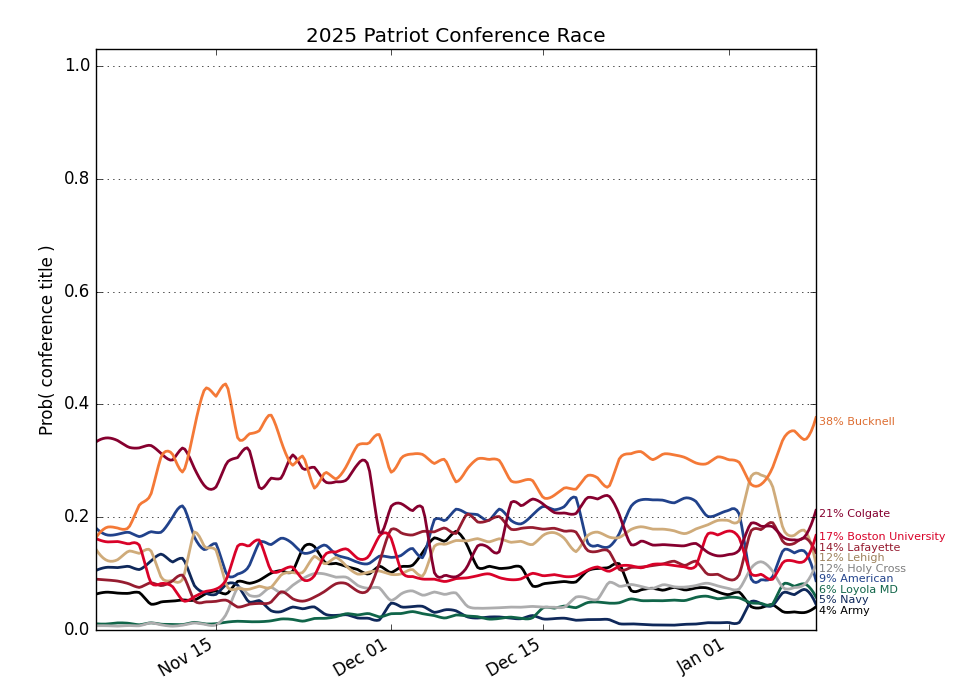 2025 Patriot Conference Race
Prob( conference title )
1.0
0.8
0.6
0.4
0.2
0.0
Nov 15
Dec 01
Dec 15
Jan 01
38% Bucknell
21% Colgate
17% Boston University
14% Lafayette
12% Lehigh
12% Holy Cross
9% American
6% Loyola MD
5% Navy
4% Army